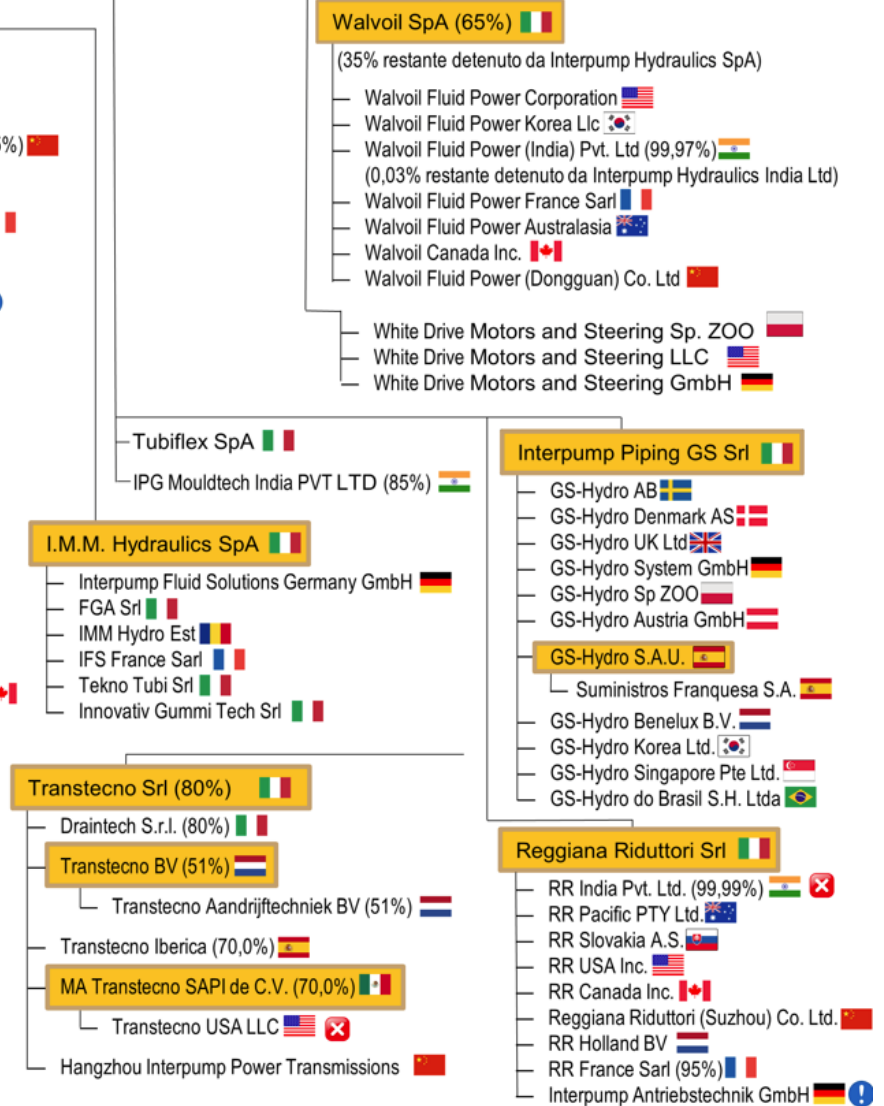 Walvoil SpA (65%)
(35% restante detenuto da Interpump Hydraulics SpA)
Walvoil Fluid Power Corporation
Walvoil Fluid Power Korea Llc
Walvoil Fluid Power (India) Pvt. Ltd (99,97%)
(0,03% restante detenuto da Interpump Hydraulics India Ltd)
Walvoil Fluid Power France Sarl
Walvoil Fluid Power Australasia
Walvoil Canada Inc.
Walvoil Fluid Power (Dongguan) Co. Ltd
%)
White Drive Motors and Steering Sp. ZOO
White Drive Motors and Steering LLC
White Drive Motors and Steering GmbH
Tubiflex SpA
IPG Mouldtech India PVT LTD (85%)
I.M.M. Hydraulics SpA
Interpump Fluid Solutions Germany GmbH
FGA Srl
IMM Hydro Est
IFS France Sarl
Tekno Tubi Srl
Innovativ Gummi Tech Srl
Interpump Piping GS Srl
GS-Hydro AB
GS-Hydro Denmark AS
GS-Hydro UK Ltd
GS-Hydro System GmbH
GS-Hydro Sp ZOO
GS-Hydro Austria GmbH
GS-Hydro S.A.U.
Suministros Franquesa S.A.
GS-Hydro Benelux B.V.
GS-Hydro Korea Ltd.
GS-Hydro Singapore Pte Ltd.
GS-Hydro do Brasil S.H. Ltda
Transtecno Srl (80%)
Draintech S.r.l. (80%)
Transtecno BV (51%)
Transtecno Aandrijftechniek BV (51%)
Transtecno Iberica (70,0%)
MA Transtecno SAPI de C.V. (70,0%)
Transtecno USA LLC
Hangzhou Interpump Power Transmissions
Reggiana Riduttori Srl
RR India Pvt. Ltd. (99,99%)
RR Pacific PTY Ltd.
RR Slovakia A.S.
RR USA Inc.
RR Canada Inc.
Reggiana Riduttori (Suzhou) Co. Ltd.
RR Holland BV
RR France Sarl (95%)
Interpump Antriebstechnik GmbH